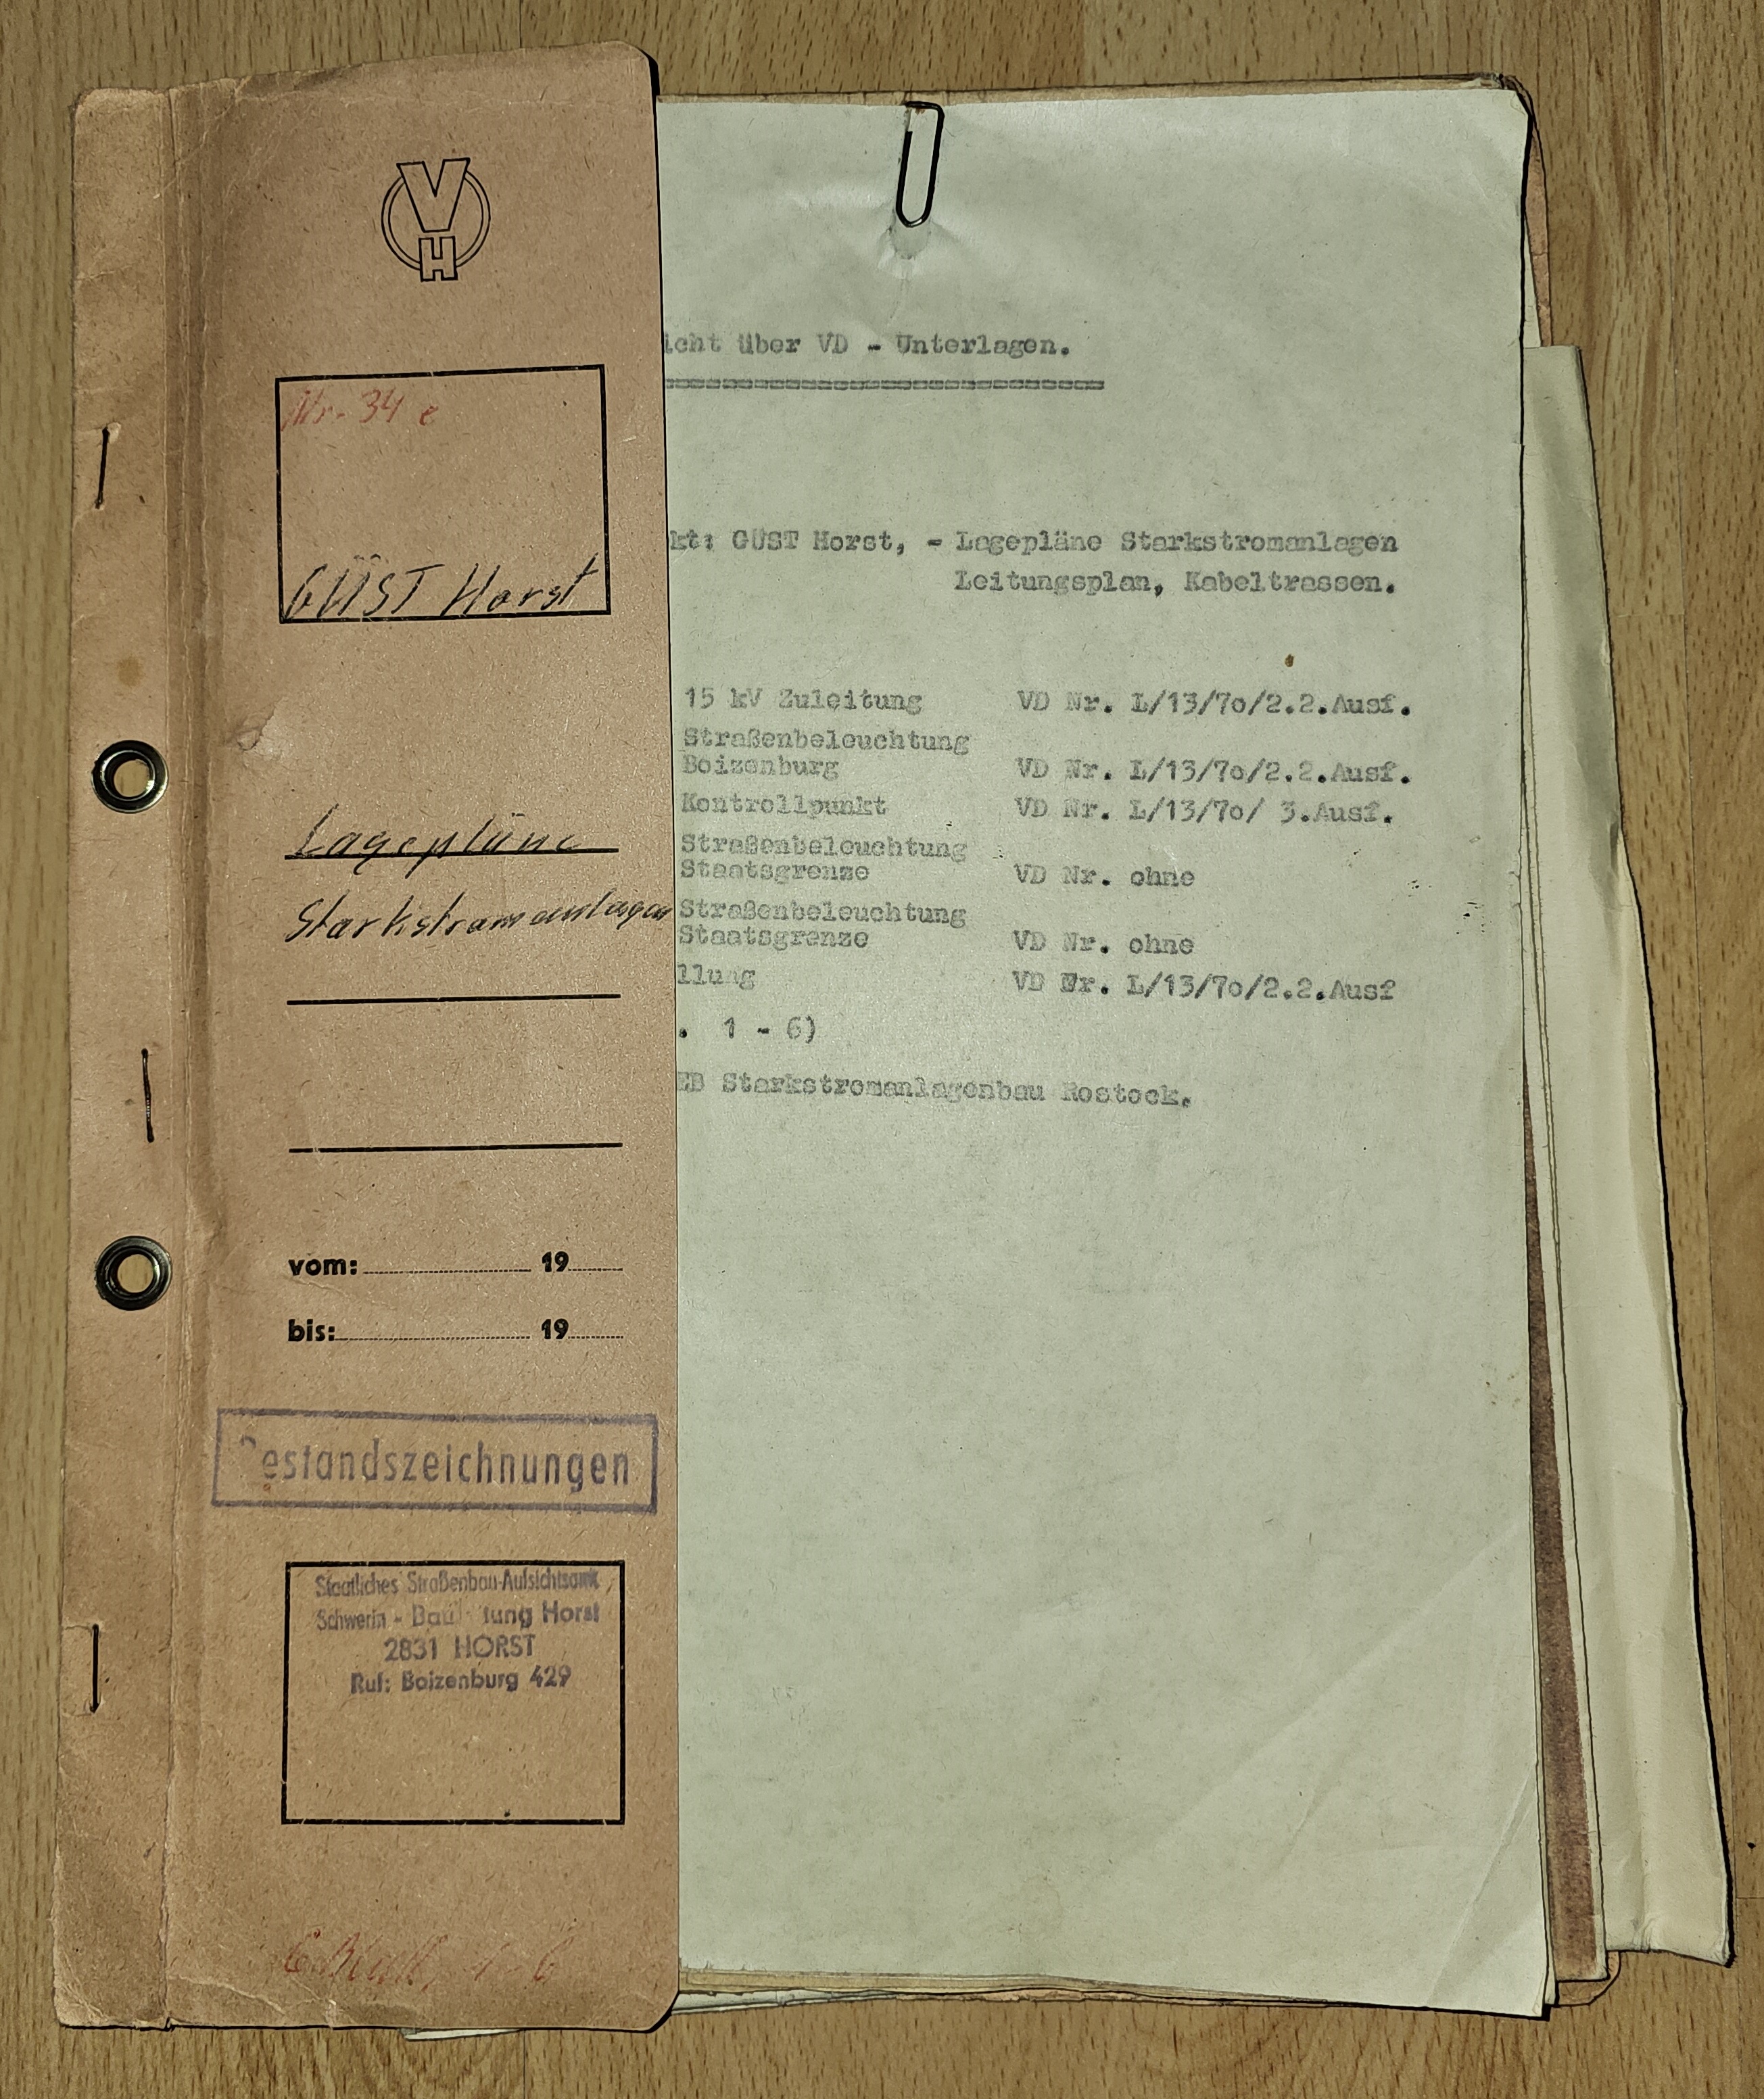 VH
Nr. 34 e
GÜST Horst
Lagepläne
Starkstromanlagen
vom: 19
bis: 19
estandszeichnungen
Staatliches Straßenbau-Aufsichtsamt
Schwerin - Bau tung Horst
2831 HORST
Ruf: Boizenburg 429
6 Blatt, 1-6
icht über VD - Unterlagen.
kt: GÜST Horst, - Lagepläne Starkstromanlagen
Leitungsplan, Kabeltrassen.
15 kV Zuleitung VD Nr. L/13/7o/2.2.Ausf.
Straßenbeleuchtung
Boizenburg VD Nr. L/13/7o/2.2.Ausf.
Kontrollpunkt VD Nr. L/13/7o/ 3.Ausf.
Straßenbeleuchtung
Staatsgrenze VD Nr. ohne
Straßenbeleuchtung
Staatsgrenze VD Nr. ohne
llung VD Nr. L/13/7o/2.2.Ausf
. 1 - 6)
EB Starkstromanlagenbau Rostock.